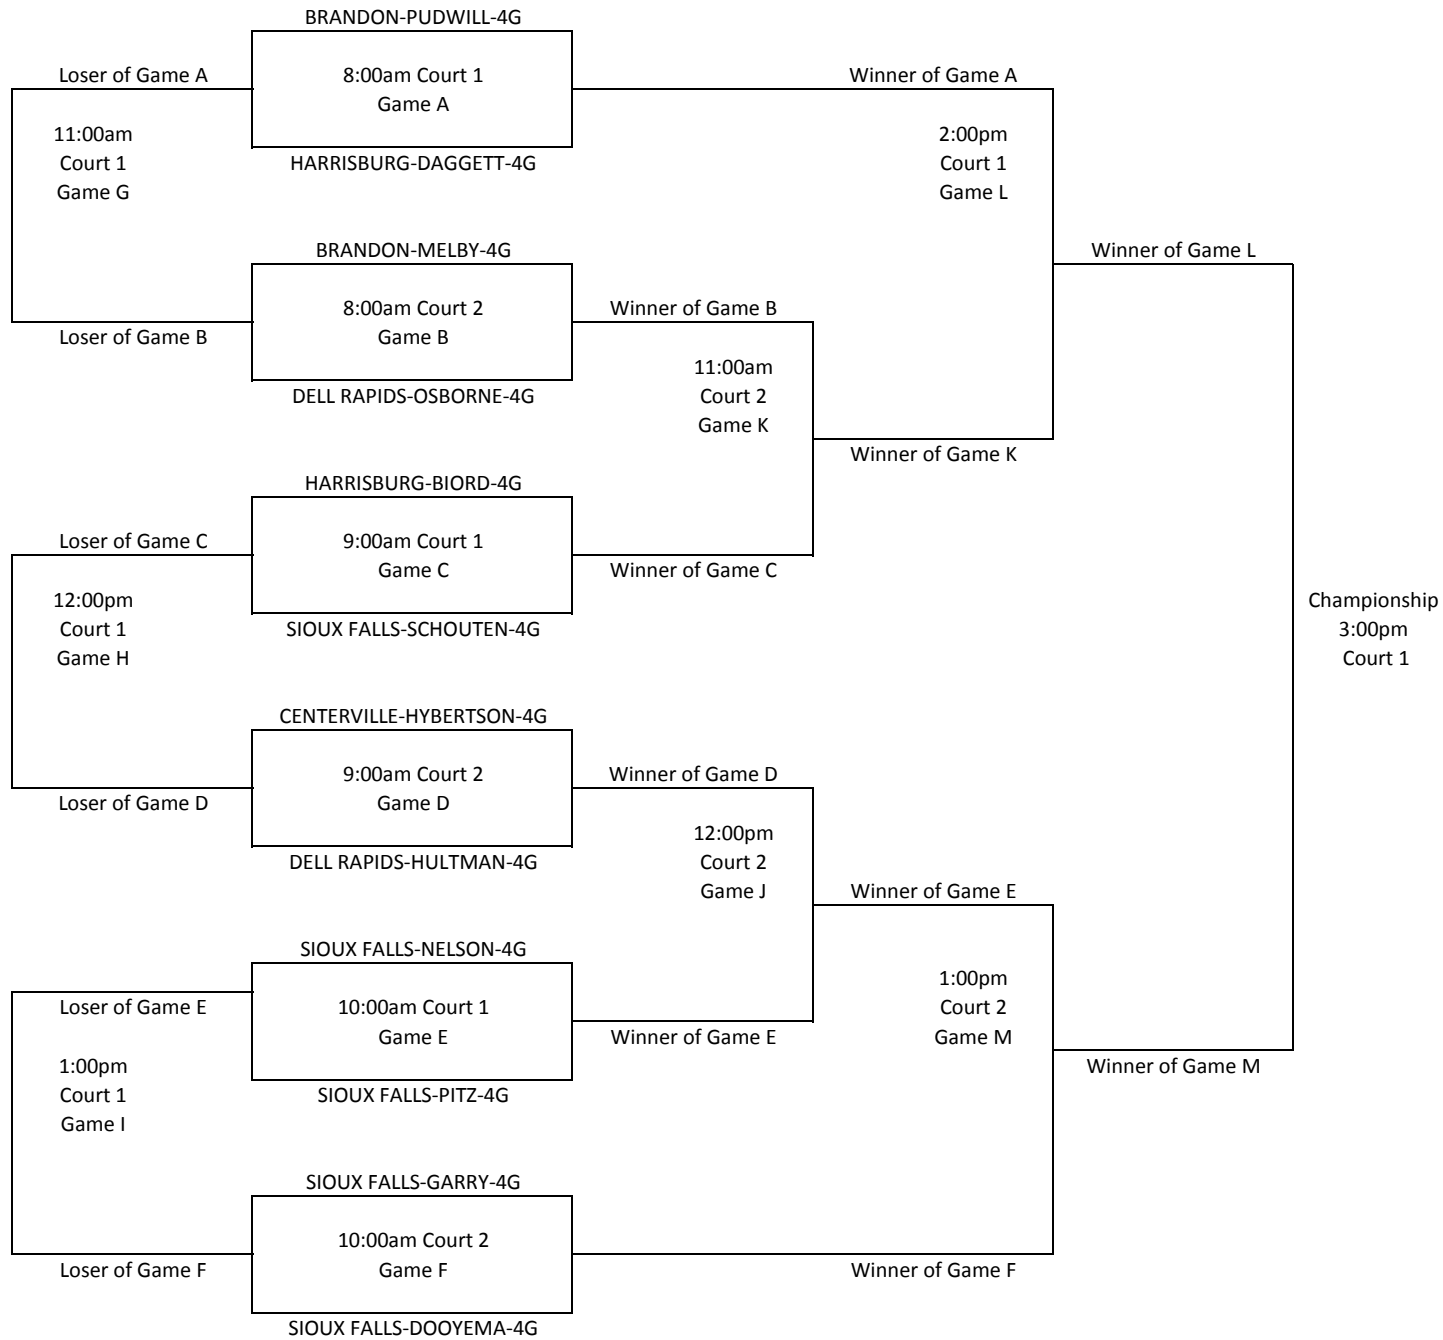 BRANDON-PUDWILL-4G
Loser of Game A
8:00am Court 1
Game A
Winner of Game A
11:00am
Court 1
Game G
HARRISBURG-DAGGETT-4G
2:00pm
Court 1
Game L
BRANDON-MELBY-4G
Winner of Game L
Loser of Game B
8:00am Court 2
Game B
Winner of Game B
DELL RAPIDS-OSBORNE-4G
11:00am
Court 2
Game K
Winner of Game K
HARRISBURG-BIORD-4G
Loser of Game C
9:00am Court 1
Game C
Winner of Game C
12:00pm
Court 1
Game H
SIOUX FALLS-SCHOUTEN-4G
Championship
3:00pm
Court 1
CENTERVILLE-HYBERTSON-4G
Loser of Game D
9:00am Court 2
Game D
Winner of Game D
DELL RAPIDS-HULTMAN-4G
12:00pm
Court 2
Game J
Winner of Game E
SIOUX FALLS-NELSON-4G
Loser of Game E
10:00am Court 1
Game E
Winner of Game E
1:00pm
Court 2
Game M
Winner of Game M
1:00pm
Court 1
Game I
SIOUX FALLS-PITZ-4G
SIOUX FALLS-GARRY-4G
Loser of Game F
10:00am Court 2
Game F
Winner of Game F
SIOUX FALLS-DOOYEMA-4G